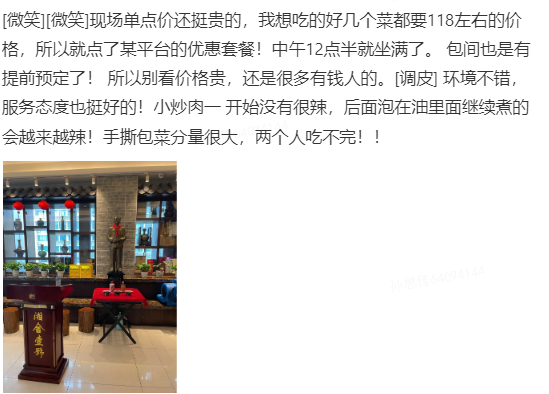 [微笑][微笑]现场单点价还挺贵的，我想吃的好几个菜都要118左右的价
格，所以就点了某平台的优惠套餐！中午12点半就坐满了。 包间也是有
提前预定了！ 所以别看价格贵，还是很多有钱人的。[调皮] 环境不错，
服务态度也挺好的！小炒肉一 开始没有很辣，后面泡在油里面继续煮的
会越来越辣！手撕包菜分量很大，两个人吃不完！！